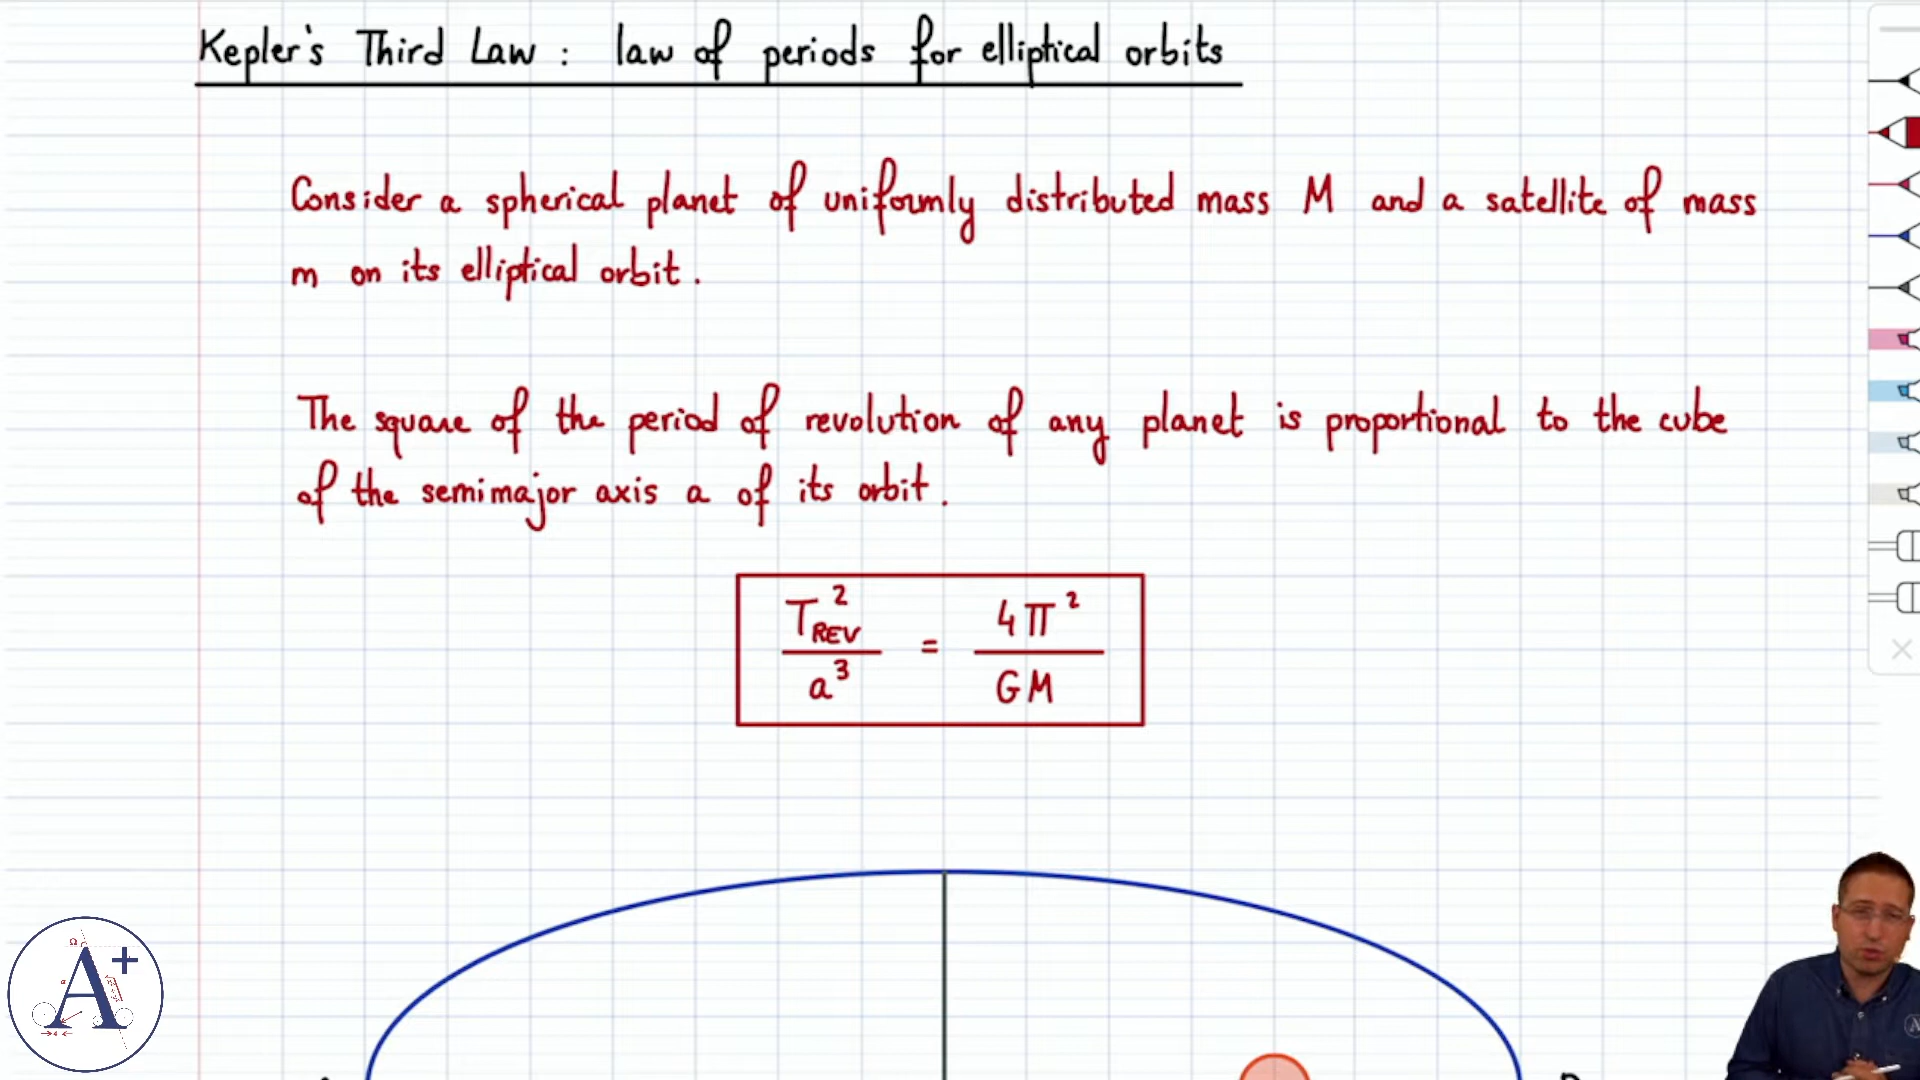 Kepler's Third Law : law of periods for elliptical orbits
Consider a spherical planet of uniformly distributed mass M and a satellite of mass
m on its elliptical orbit.
The square of the period of revolution of any planet is proportional to the cube
of the semimajor axis a of its orbit.
T_REV² / a³ = 4π² / GM
A+